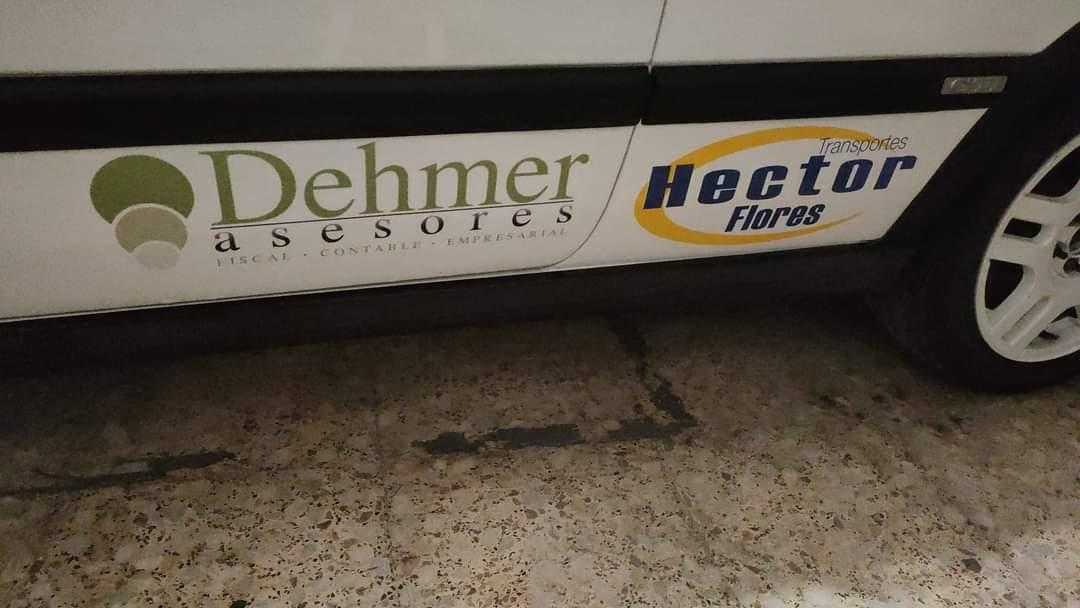 Dehmer
asesores
FISCAL · CONTABLE · EMPRESARIAL
Transportes
Hector
Flores